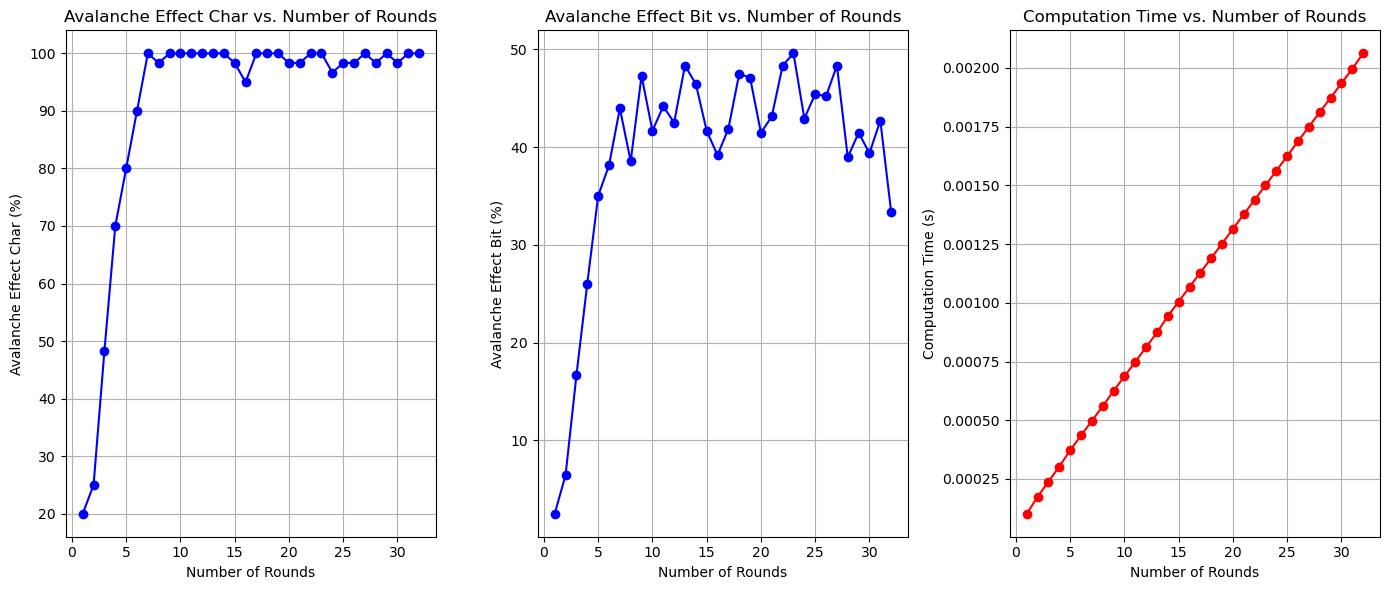 Avalanche Effect Char vs. Number of Rounds
Avalanche Effect Char (%)
100
90
80
70
60
50
40
30
20
0 5 10 15 20 25 30
Number of Rounds
Avalanche Effect Bit vs. Number of Rounds
Avalanche Effect Bit (%)
50
40
30
20
10
0 5 10 15 20 25 30
Number of Rounds
Computation Time vs. Number of Rounds
Computation Time (s)
0.00200
0.00175
0.00150
0.00125
0.00100
0.00075
0.00050
0.00025
0 5 10 15 20 25 30
Number of Rounds